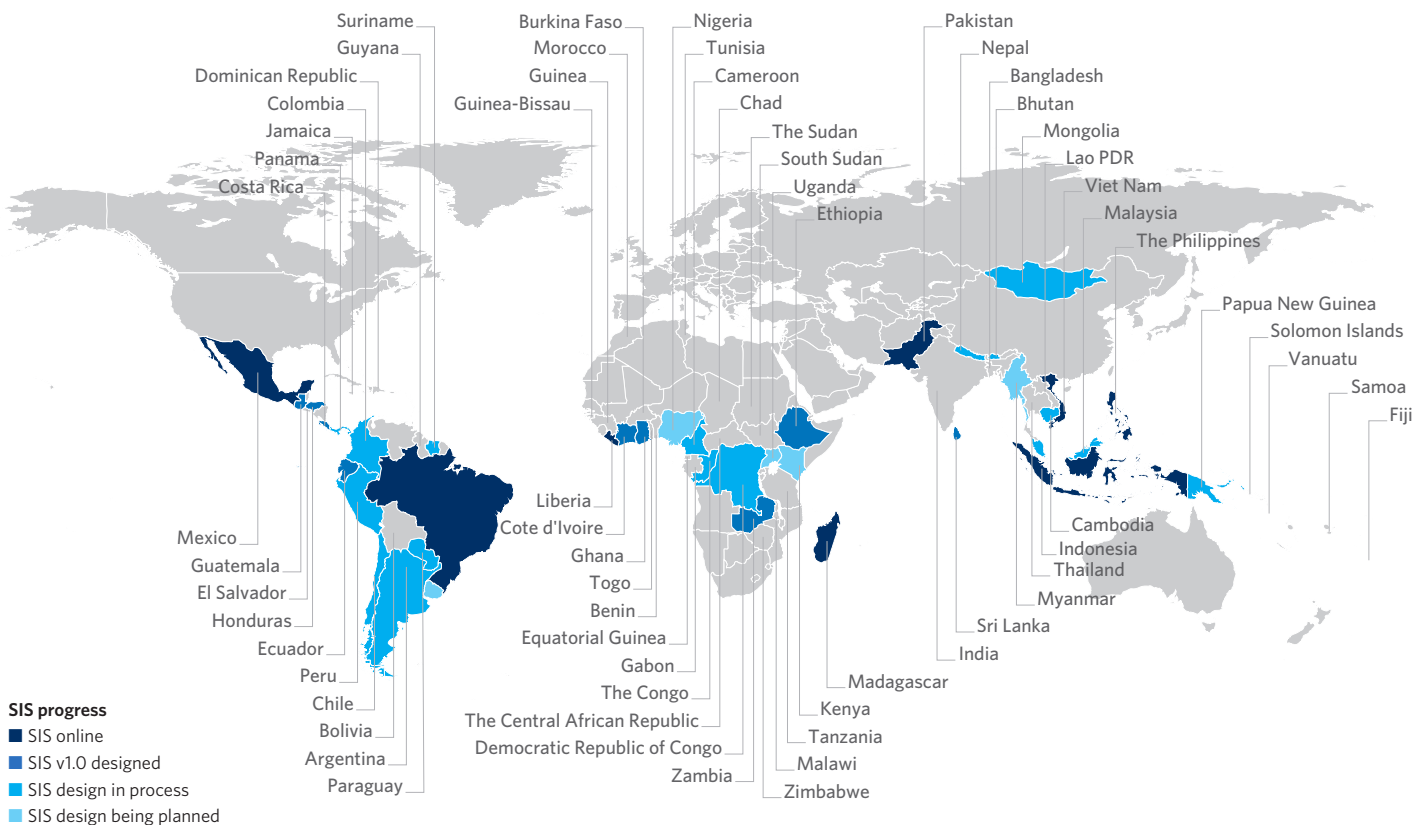 Suriname
Guyana
Dominican Republic
Colombia
Jamaica
Panama
Costa Rica
Burkina Faso
Morocco
Guinea
Guinea-Bissau
Nigeria
Tunisia
Cameroon
Chad
The Sudan
South Sudan
Uganda
Ethiopia
Pakistan
Nepal
Bangladesh
Bhutan
Mongolia
Lao PDR
Viet Nam
Malaysia
The Philippines
Papua New Guinea
Solomon Islands
Vanuatu
Samoa
Fiji
Mexico
Guatemala
El Salvador
Honduras
Ecuador
Peru
Chile
Bolivia
Argentina
Paraguay
Liberia
Cote d'Ivoire
Ghana
Togo
Benin
Equatorial Guinea
Gabon
The Congo
The Central African Republic
Democratic Republic of Congo
Zambia
Zimbabwe
Malawi
Tanzania
Kenya
Madagascar
India
Sri Lanka
Myanmar
Thailand
Indonesia
Cambodia
SIS progress
SIS online
SIS v1.0 designed
SIS design in process
SIS design being planned